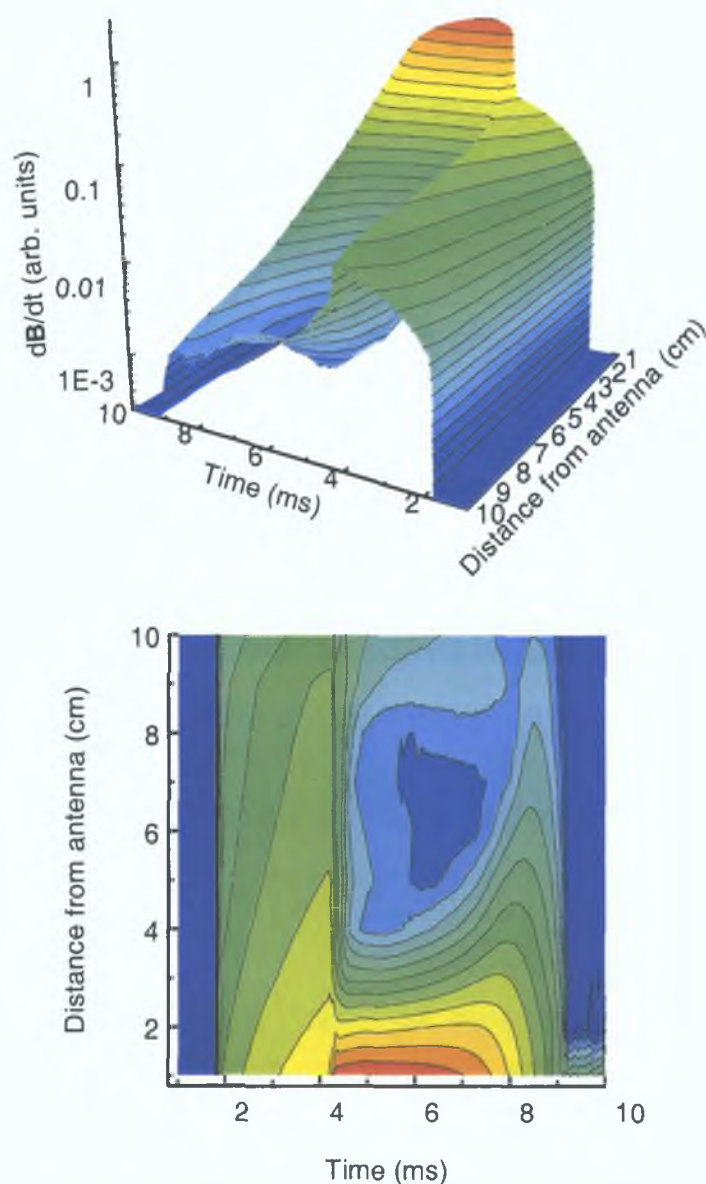 1
0.1
0.01
1E-3
dB/dt (arb. units)
10
8
6
4
2
Time (ms)
10 9 8 7 6 5 4 3 2 1
Distance from antenna (cm)
10
8
6
4
2
Distance from antenna (cm)
2 4 6 8 10
Time (ms)